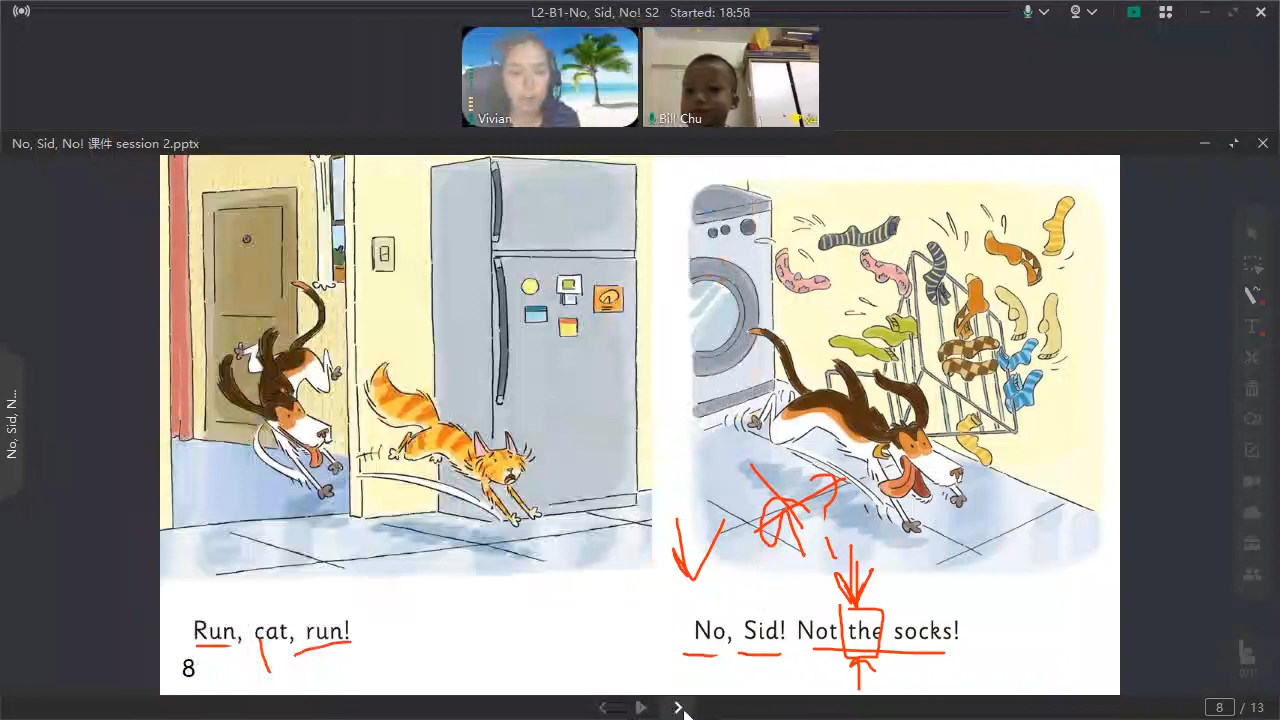 L2-B1-No, Sid, No! S2 Started: 18:58
Vivian
Bill Chu
No, Sid, No! 课件 session 2.pptx
No, Sid, N...
Run, cat, run!
No, Sid! Not the socks!
8
8 / 13